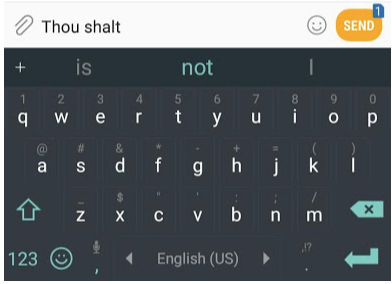 Thou shalt SEND 1
+ is not I
1 2 3 4 5 6 7 8 9 0
q w e r t y u i o p
@ # & * - + = ( )
a s d f g h j k l
_ $ " ' : ; /
z x c v b n m
123 , English (US) ,!? .